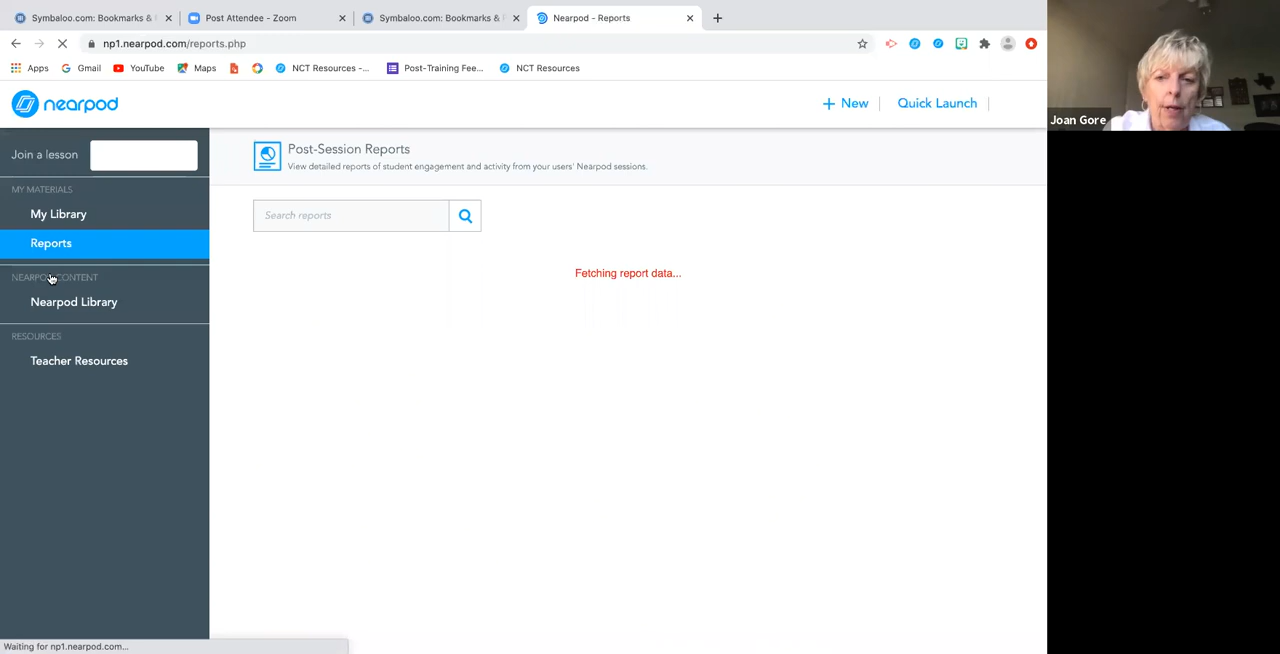 Symbaloo.com: Bookmarks &
Post Attendee - Zoom
Symbaloo.com: Bookmarks &
Nearpod - Reports
np1.nearpod.com/reports.php
Apps
Gmail
YouTube
Maps
NCT Resources -...
Post-Training Fee...
NCT Resources
nearpod
+ New
Quick Launch
Joan Gore
Join a lesson
Post-Session Reports
View detailed reports of student engagement and activity from your users' Nearpod sessions.
MY MATERIALS
My Library
Search reports
Reports
Fetching report data...
NEARPOD CONTENT
Nearpod Library
RESOURCES
Teacher Resources
Waiting for np1.nearpod.com...